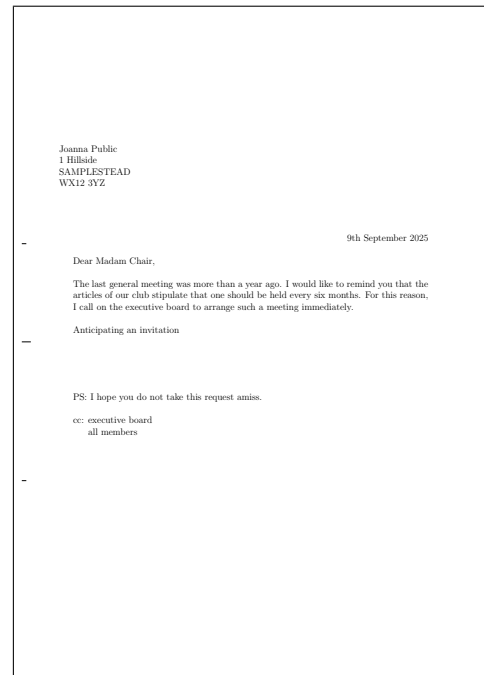 Joanna Public
1 Hillside
SAMPLESTEAD
WX12 3YZ
9th September 2025
Dear Madam Chair,
The last general meeting was more than a year ago. I would like to remind you that the
articles of our club stipulate that one should be held every six months. For this reason,
I call on the executive board to arrange such a meeting immediately.
Anticipating an invitation
PS: I hope you do not take this request amiss.
cc: executive board
all members